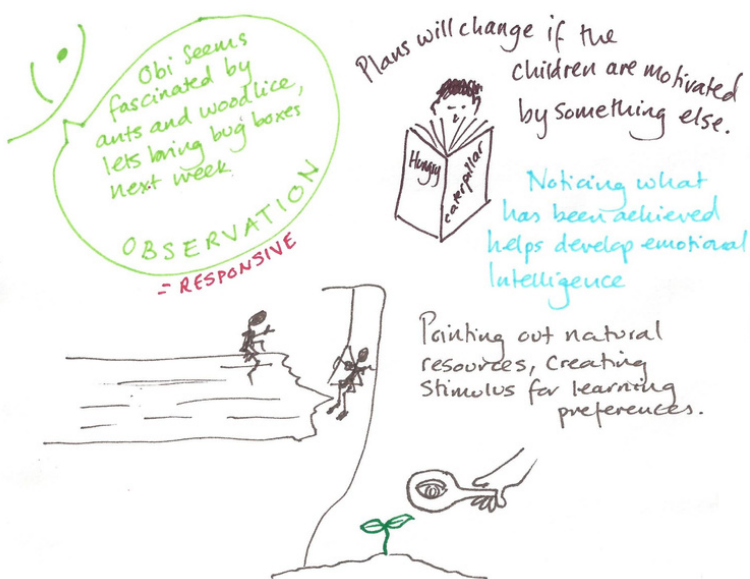 Obi seems
fascinated by
ants and woodlice,
lets bring bug boxes
next week.
OBSERVATION
= RESPONSIVE
Plans will change if the
children are motivated
by something else.
Hungry
caterpillar
Noticing what
has been achieved
helps develop emotional
Intelligence
Pointing out natural
resources, Creating
Stimulus for learning
preferences.